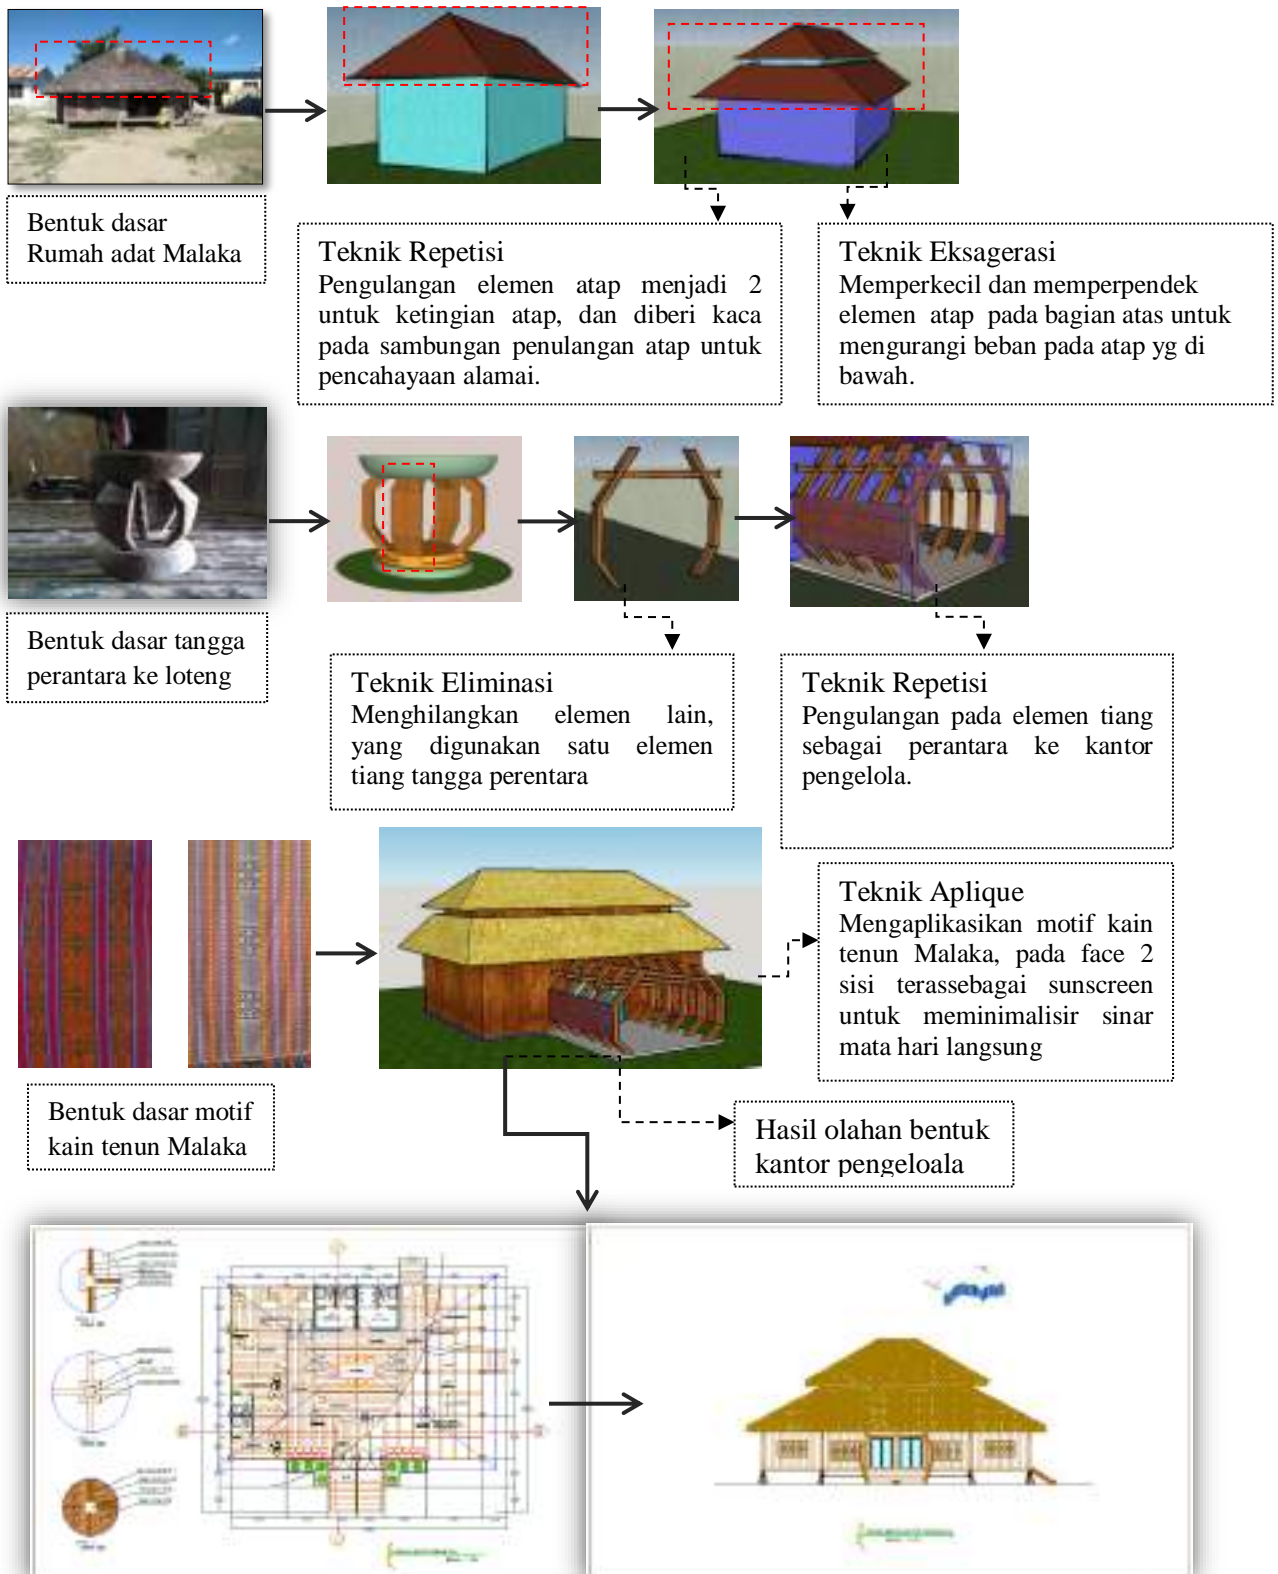 Bentuk dasar
Rumah adat Malaka
Teknik Repetisi
Pengulangan elemen atap menjadi 2
untuk ketingian atap, dan diberi kaca
pada sambungan penulangan atap untuk
pencahayaan alamai.
Teknik Eksagerasi
Memperkecil dan memperpendek
elemen atap pada bagian atas untuk
mengurangi beban pada atap yg di
bawah.
Bentuk dasar tangga
perantara ke loteng
Teknik Eliminasi
Menghilangkan elemen lain,
yang digunakan satu elemen
tiang tangga perentara
Teknik Repetisi
Pengulangan pada elemen tiang
sebagai perantara ke kantor
pengelola.
Teknik Aplique
Mengaplikasikan motif kain
tenun Malaka, pada face 2
sisi terassebagai sunscreen
untuk meminimalisir sinar
mata hari langsung
Bentuk dasar motif
kain tenun Malaka
Hasil olahan bentuk
kantor pengeloala